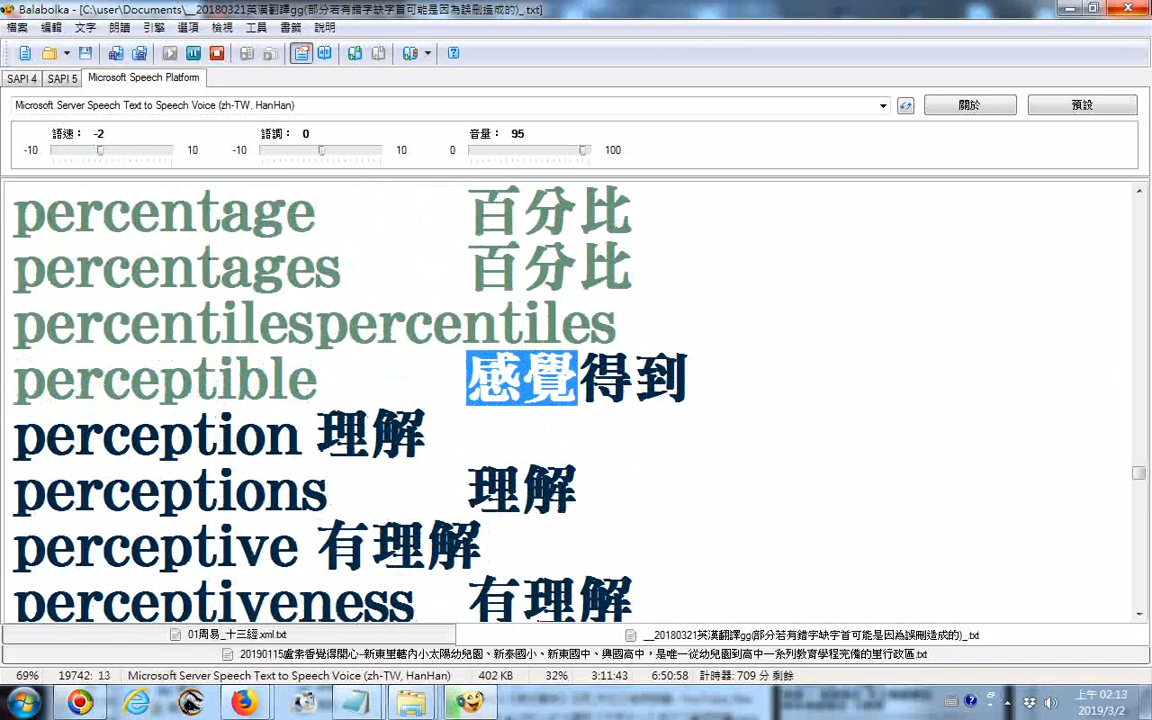 Balabolka - [C:\user\Documents\__20180321英漢翻譯gg(部分若有錯字缺字首可能是因為誤刪造成的)_.txt]
檔案 編輯 文字 朗讀 引擎 選項 檢視 工具 書籤 說明
SAPI 4 SAPI 5 Microsoft Speech Platform
Microsoft Server Speech Text to Speech Voice (zh-TW, HanHan) 關於 預設
語速： -2 語調： 0 音量： 95
-10 10 -10 10 0 100
percentage 百分比
percentages 百分比
percentilespercentiles
perceptible 感覺得到
perception 理解
perceptions 理解
perceptive 有理解
perceptiveness 有理解
01周易_十三經.xml.txt __20180321英漢翻譯gg(部分若有錯字缺字首可能是因為誤刪造成的)_.txt
20190115盧素香覺得開心-新東里轄內小太陽幼兒園、新泰國小、新東國中、興國高中，是唯一從幼兒園到高中一系列教育學程完備的里行政區.txt
69% 19742: 13 Microsoft Server Speech Text to Speech Voice (zh-TW, HanHan) 402 KB 32% 3:11:43 6:50:58 計時器: 709 分 剩餘
上午 02:13
2019/3/2